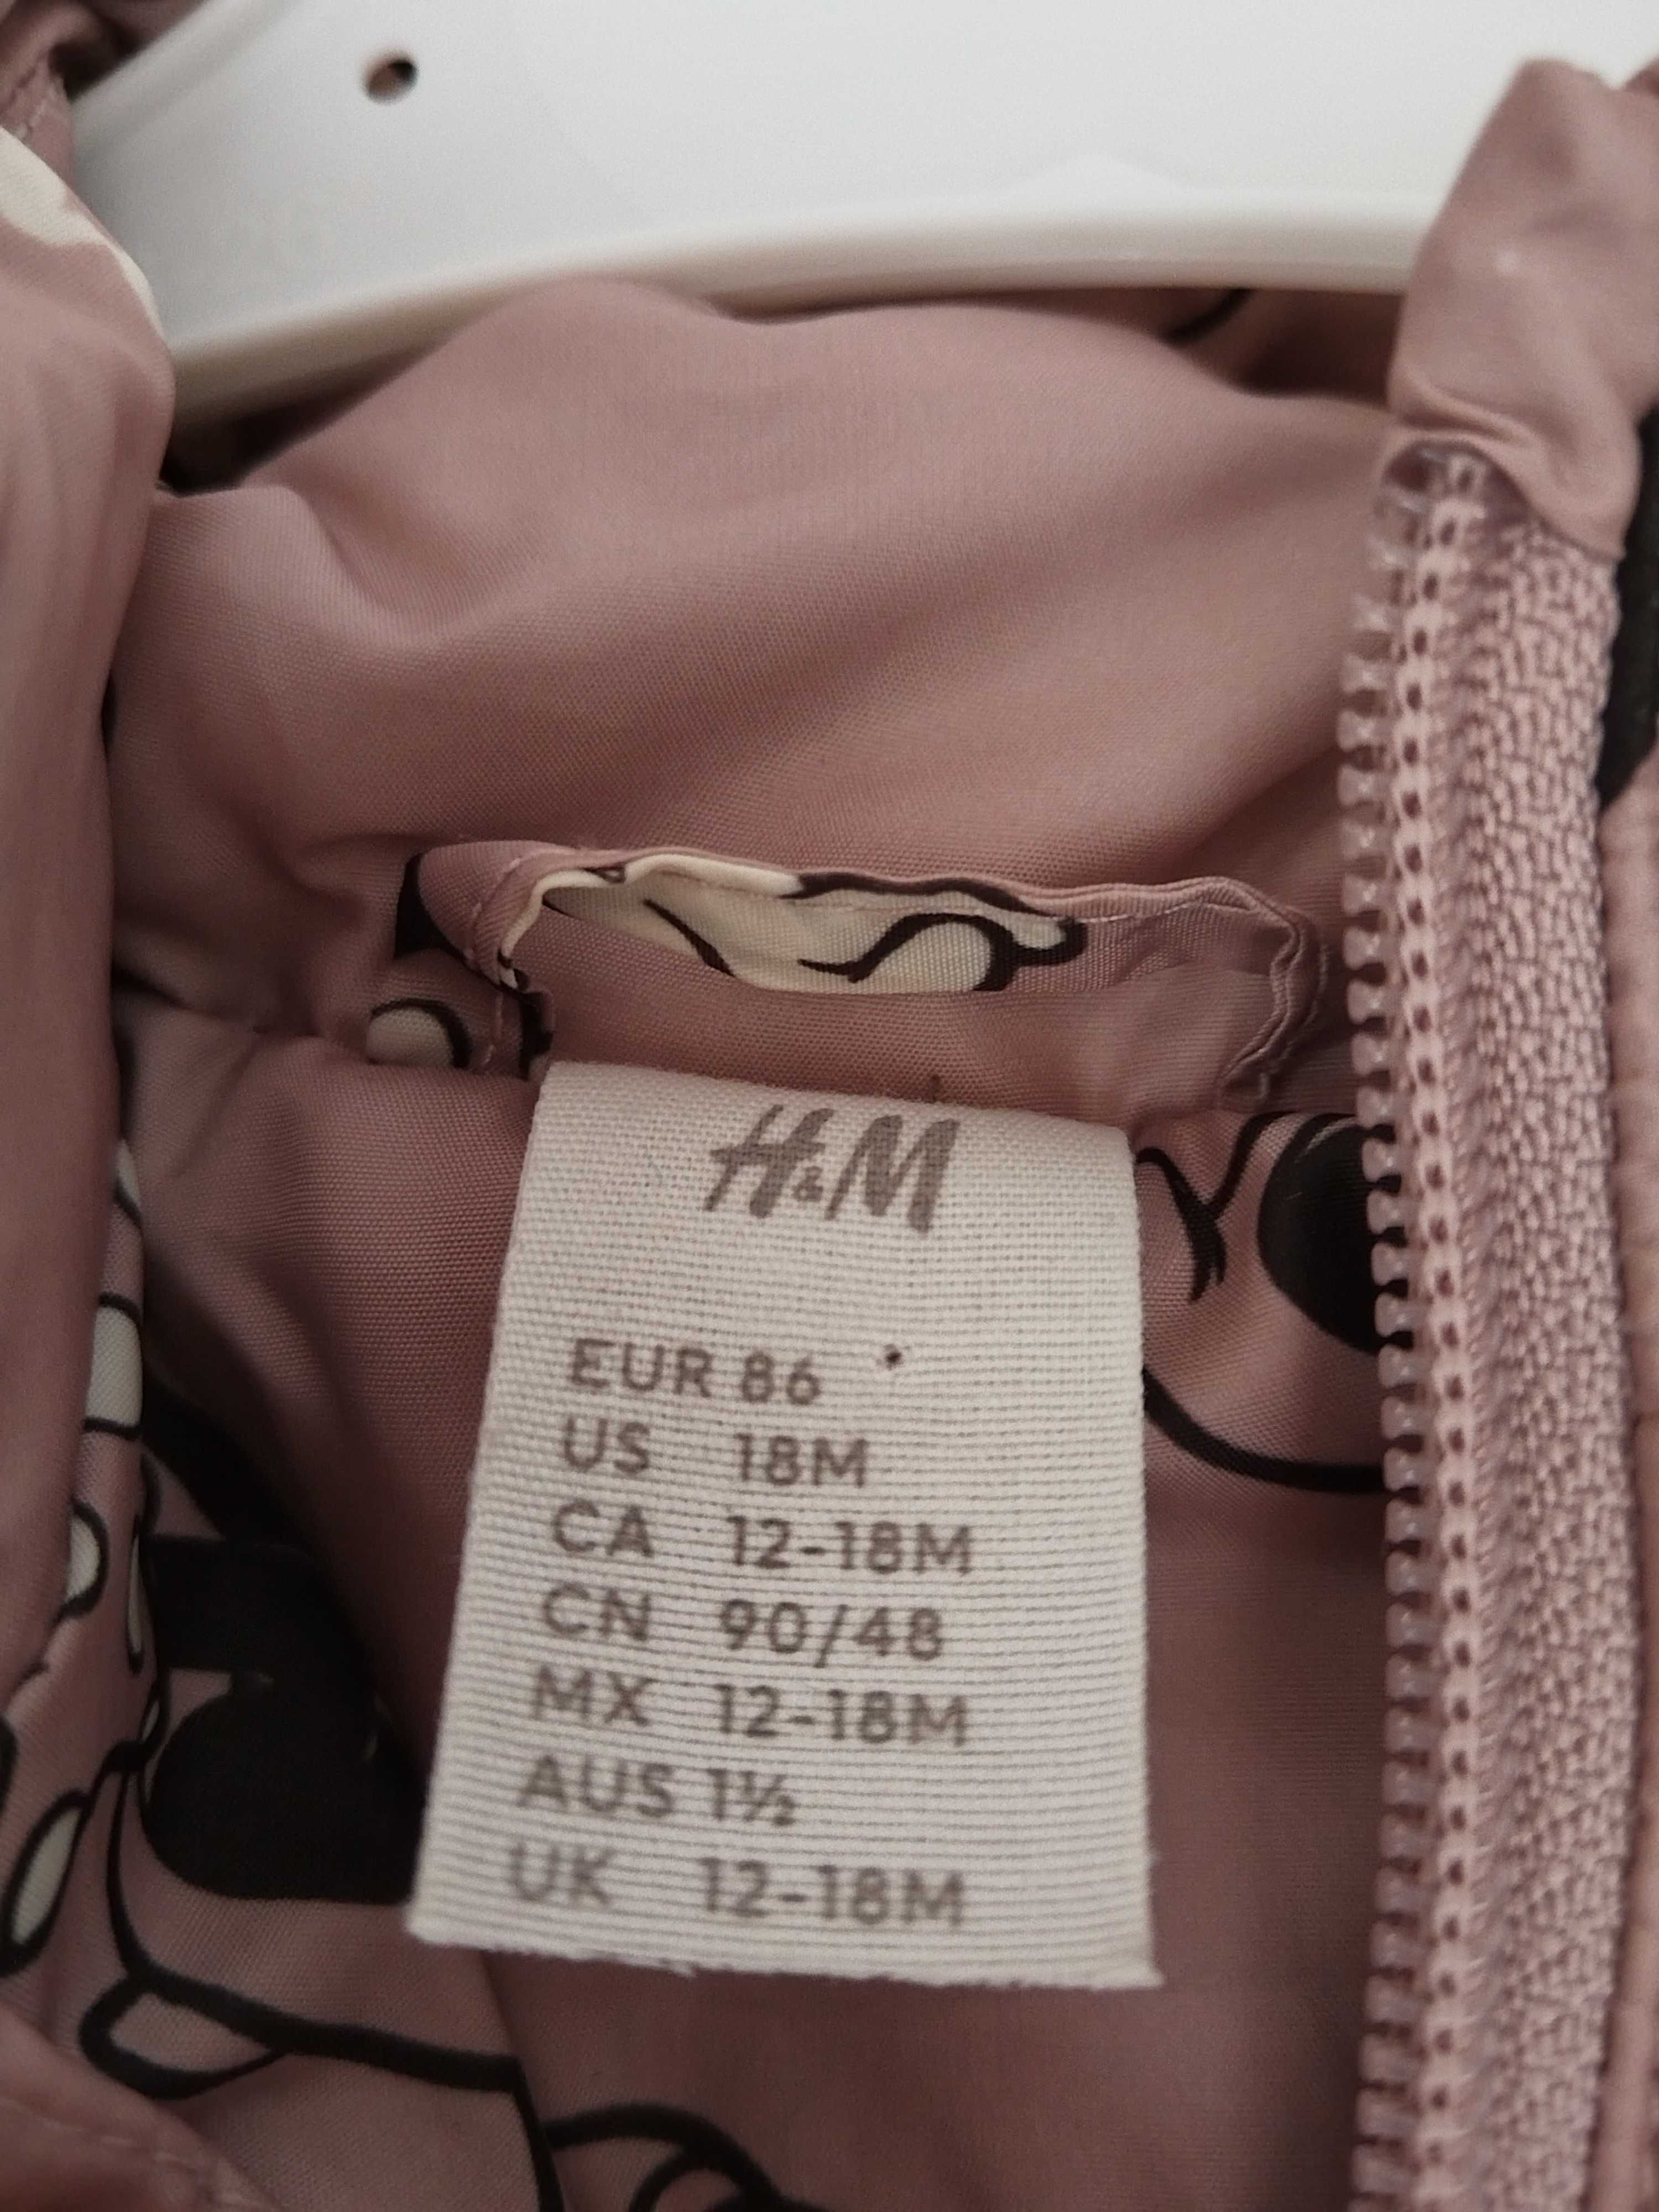 H&M
EUR 86
US 18M
CA 12-18M
CN 90/48
MX 12-18M
AUS 1½
UK 12-18M